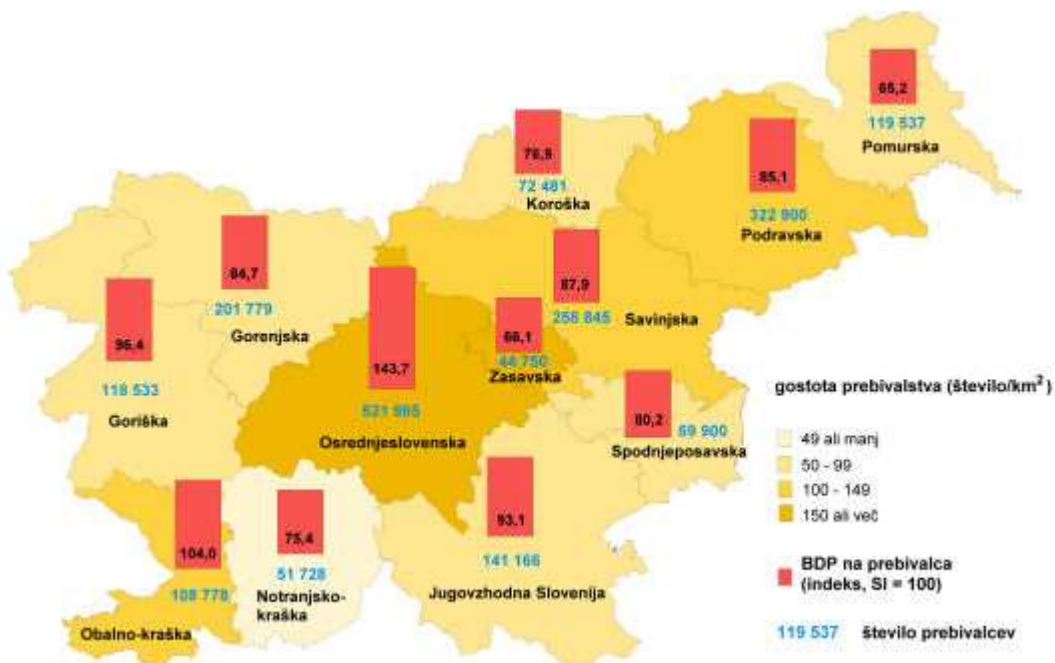 65,2
119 537
Pomurska
76,9
72 481
Koroška
85,1
322 900
Podravska
84,7
201 779
Gorenjska
87,9
258 845
Savinjska
96,4
118 533
Goriška
143,7
521 965
Osrednjeslovenska
66,1
44 750
Zasavska
80,2
69 900
Spodnjeposavska
104,0
108 778
Obalno-kraška
75,4
51 728
Notranjsko-
kraška
93,1
141 166
Jugovzhodna Slovenija
gostota prebivalstva (število/km²)
49 ali manj
50 - 99
100 - 149
150 ali več
BDP na prebivalca
(indeks, SI = 100)
119 537 število prebivalcev